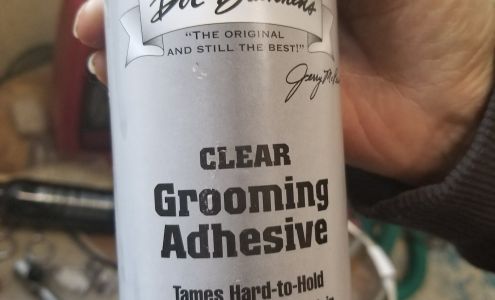 "THE ORIGINAL
AND STILL THE BEST!"
CLEAR
Grooming
Adhesive
Tames Hard-to-Hold